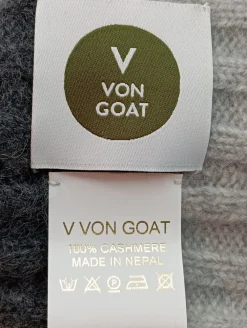 V
VON
GOAT
V VON GOAT
100% CASHMERE
MADE IN NEPAL